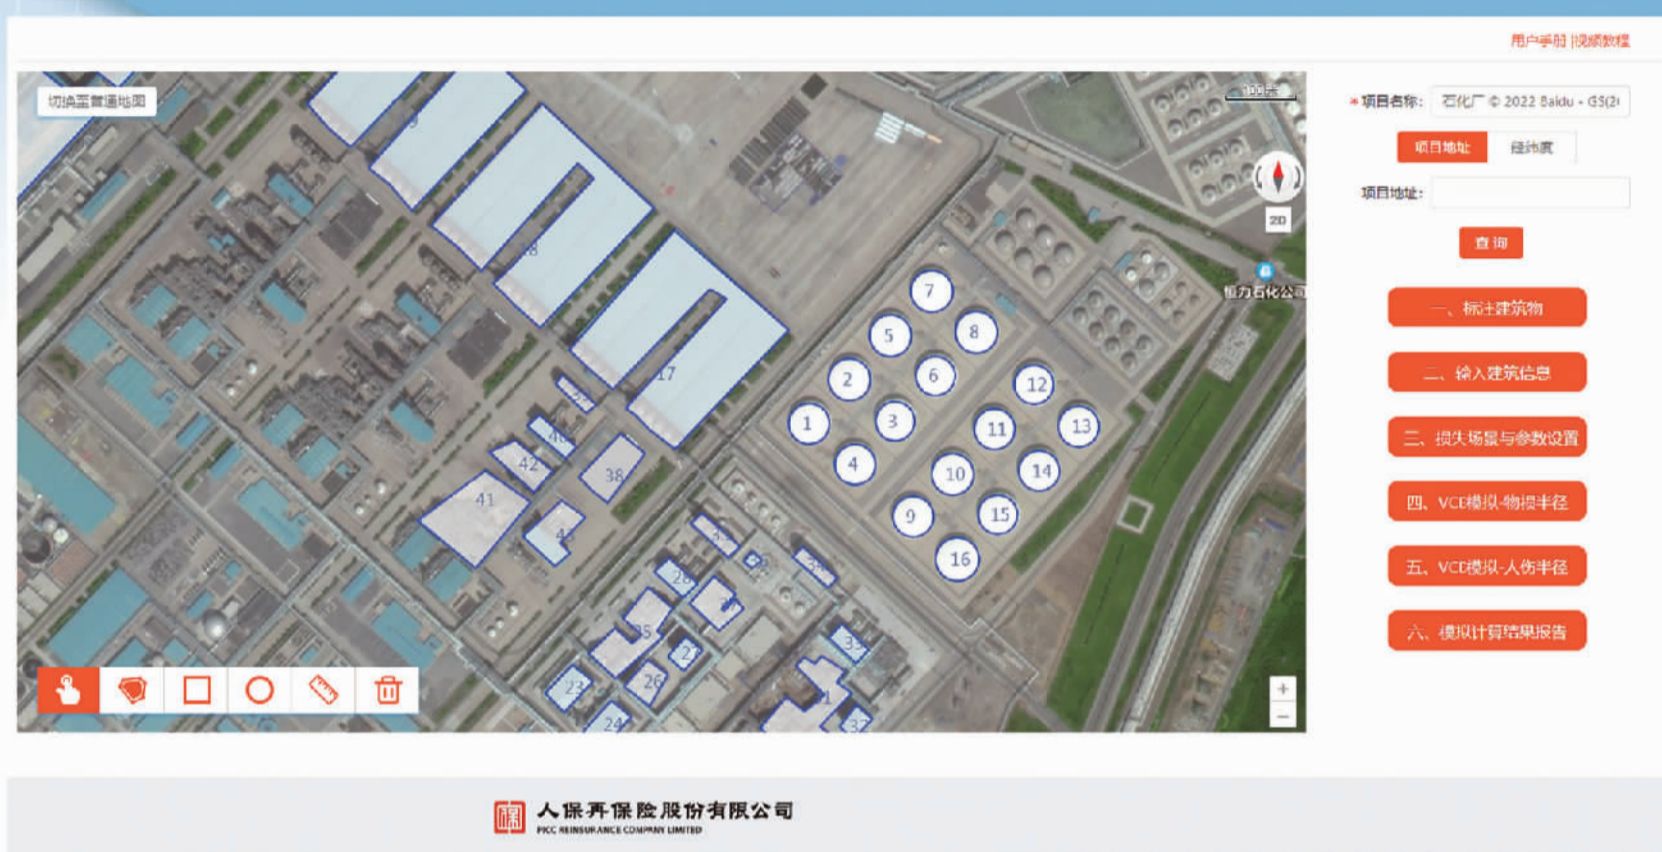 用户手册 |视频教程
切换至普通地图
100米
*项目名称: 石化厂 © 2022 Baidu - GS(2
项目地址 经纬度
项目地址:
查 询
2D
恒力石化公司
一、标注建筑物
二、输入建筑信息
三、损失场景与参数设置
四、VCE模拟-物损半径
五、VCE模拟-人伤半径
六、模拟计算结果报告
7
5
8
2
6
12
1
3
11
13
4
10
14
9
15
16
18
17
42
38
41
28
25
27
26
23
24
33
32
+
−
人保再保险股份有限公司
PICC REINSURANCE COMPANY LIMITED